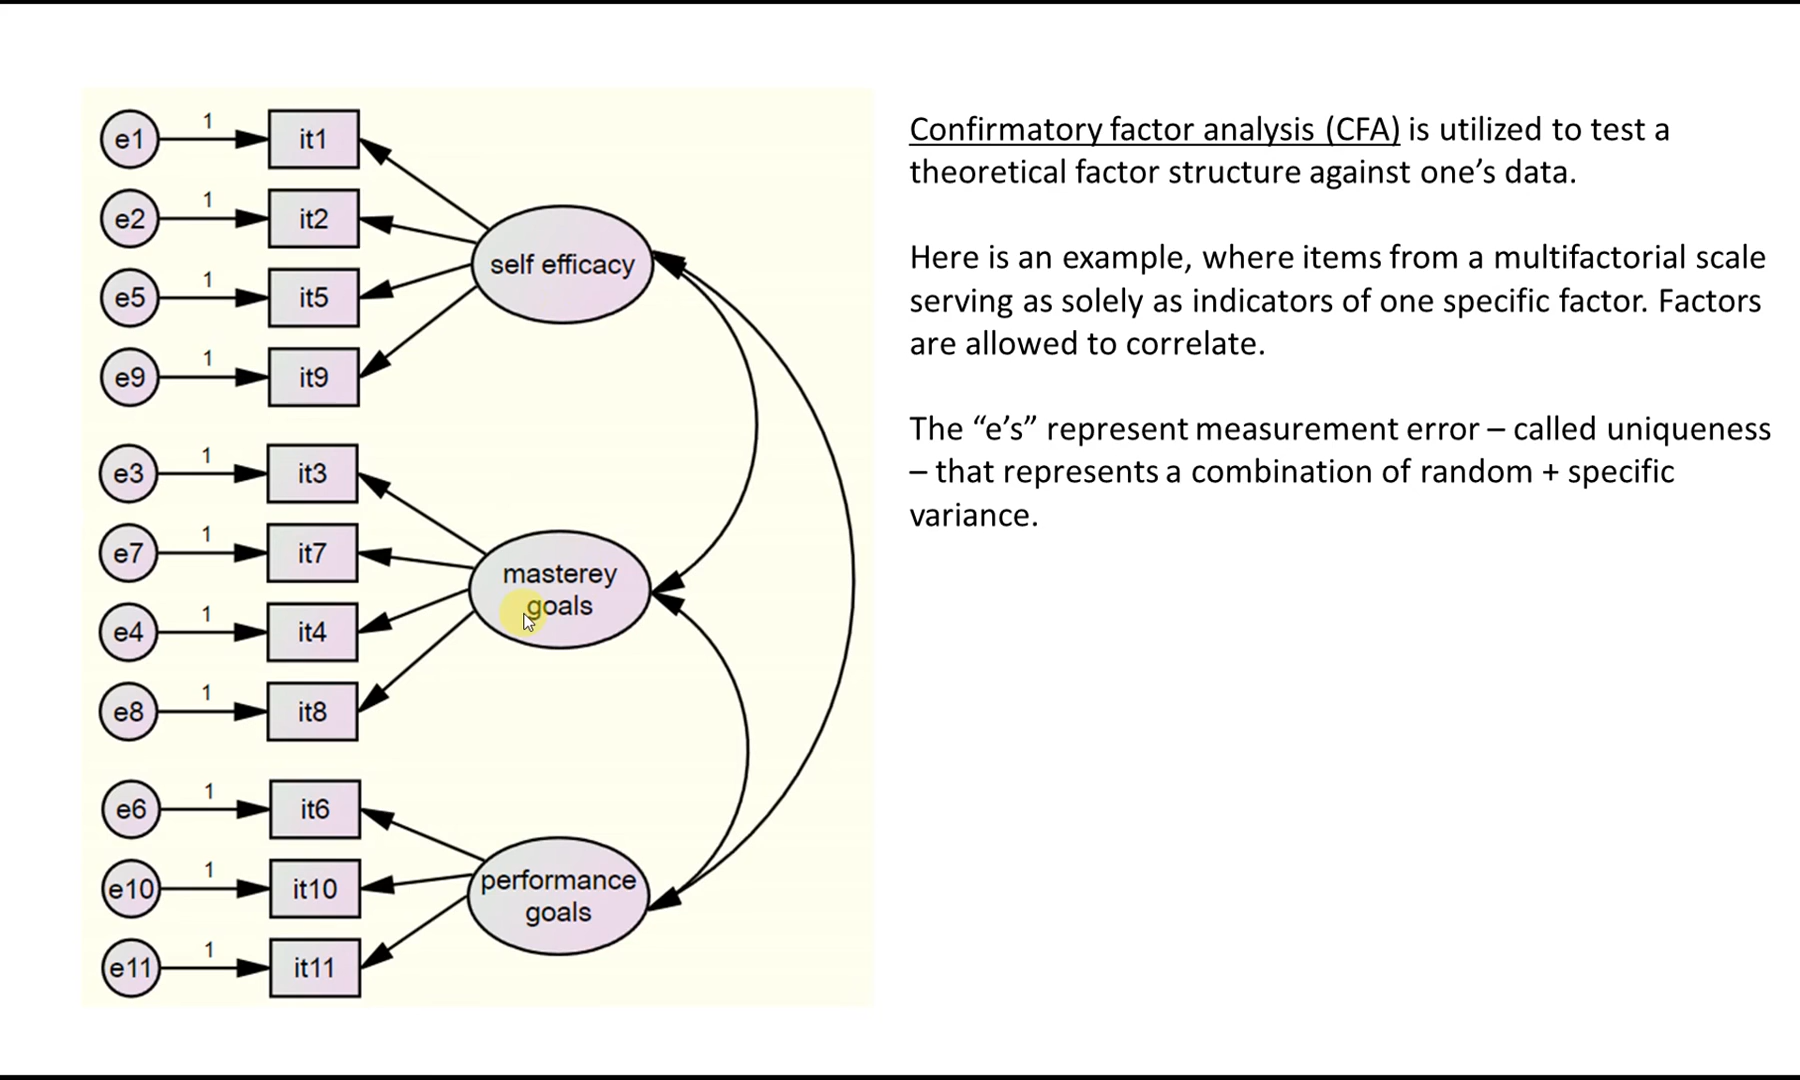 e1 1 it1
e2 1 it2
e5 1 it5
e9 1 it9
self efficacy
e3 1 it3
e7 1 it7
e4 1 it4
e8 1 it8
masterey
goals
e6 1 it6
e10 1 it10
e11 1 it11
performance
goals
Confirmatory factor analysis (CFA) is utilized to test a
theoretical factor structure against one’s data.
Here is an example, where items from a multifactorial scale
serving as solely as indicators of one specific factor. Factors
are allowed to correlate.
The “e’s” represent measurement error – called uniqueness
– that represents a combination of random + specific
variance.